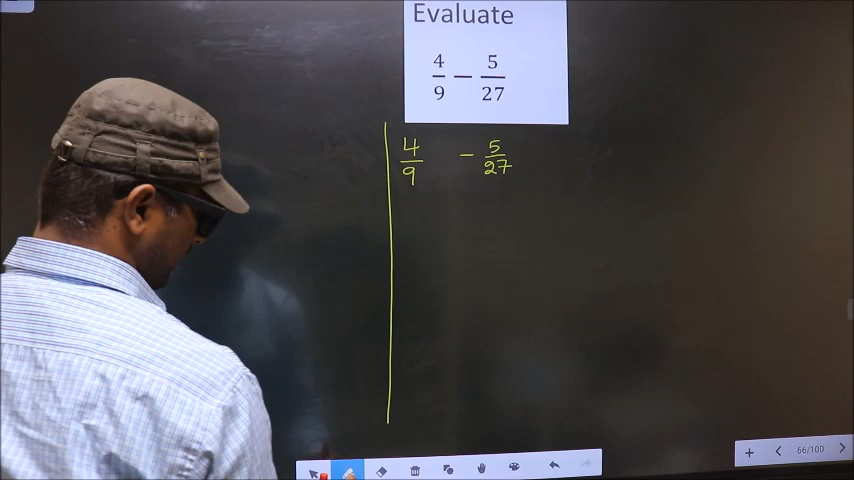 Evaluate
4/9 − 5/27
4/9 − 5/27
66/100